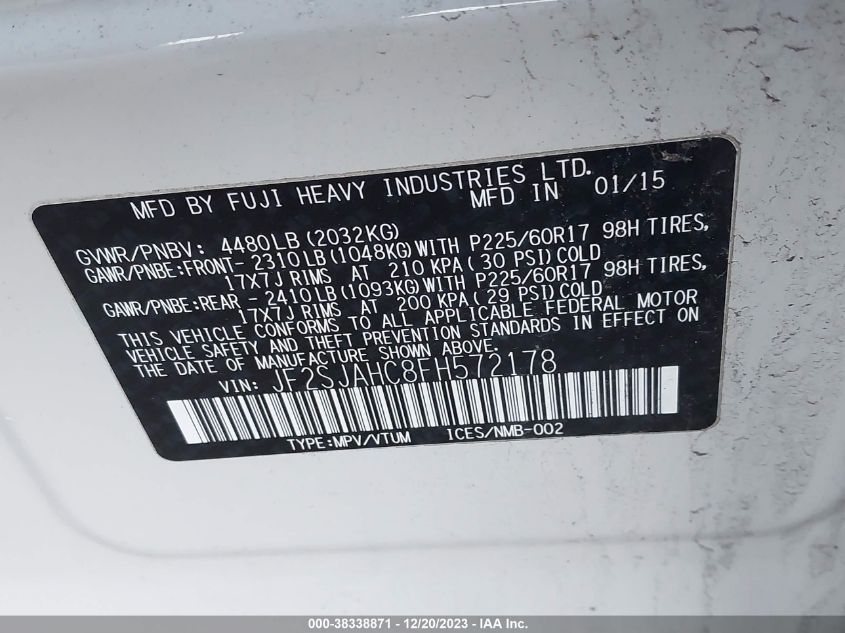 MFD BY FUJI HEAVY INDUSTRIES LTD.
MFD IN 01/15
GVWR/PNBV: 4480LB (2032KG)
GAWR/PNBE:FRONT- 2310LB (1048KG) WITH P225/60R17 98H TIRES,
17X7J RIMS AT 210 KPA (30 PSI) COLD
GAWR/PNBE:REAR - 2410LB (1093KG) WITH P225/60R17 98H TIRES,
17X7J RIMS AT 200 KPA (29 PSI) COLD
THIS VEHICLE CONFORMS TO ALL APPLICABLE FEDERAL MOTOR
VEHICLE SAFETY AND THEFT PREVENTION STANDARDS IN EFFECT ON
THE DATE OF MANUFACTURE SHOWN ABOVE.
VIN: JF2SJAHC8FH572178
TYPE:MPV/VTUM ICES/NMB-002
000-38338871 - 12/20/2023 - IAA Inc.